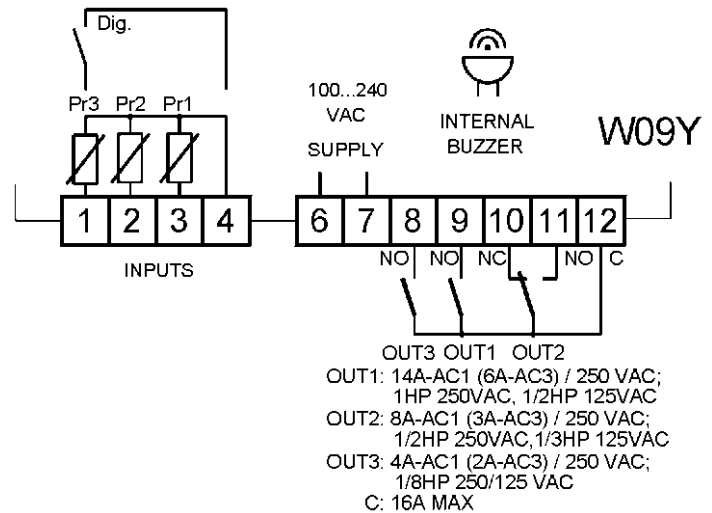 Dig.
Pr3 Pr2 Pr1
100...240
VAC
SUPPLY
INTERNAL
BUZZER
W09Y
1 2 3 4 6 7 8 9 10 11 12
INPUTS
NO NO NC NO C
OUT3 OUT1 OUT2
OUT1: 14A-AC1 (6A-AC3) / 250 VAC;
1HP 250VAC, 1/2HP 125VAC
OUT2: 8A-AC1 (3A-AC3) / 250 VAC;
1/2HP 250VAC,1/3HP 125VAC
OUT3: 4A-AC1 (2A-AC3) / 250 VAC;
1/8HP 250/125 VAC
C: 16A MAX